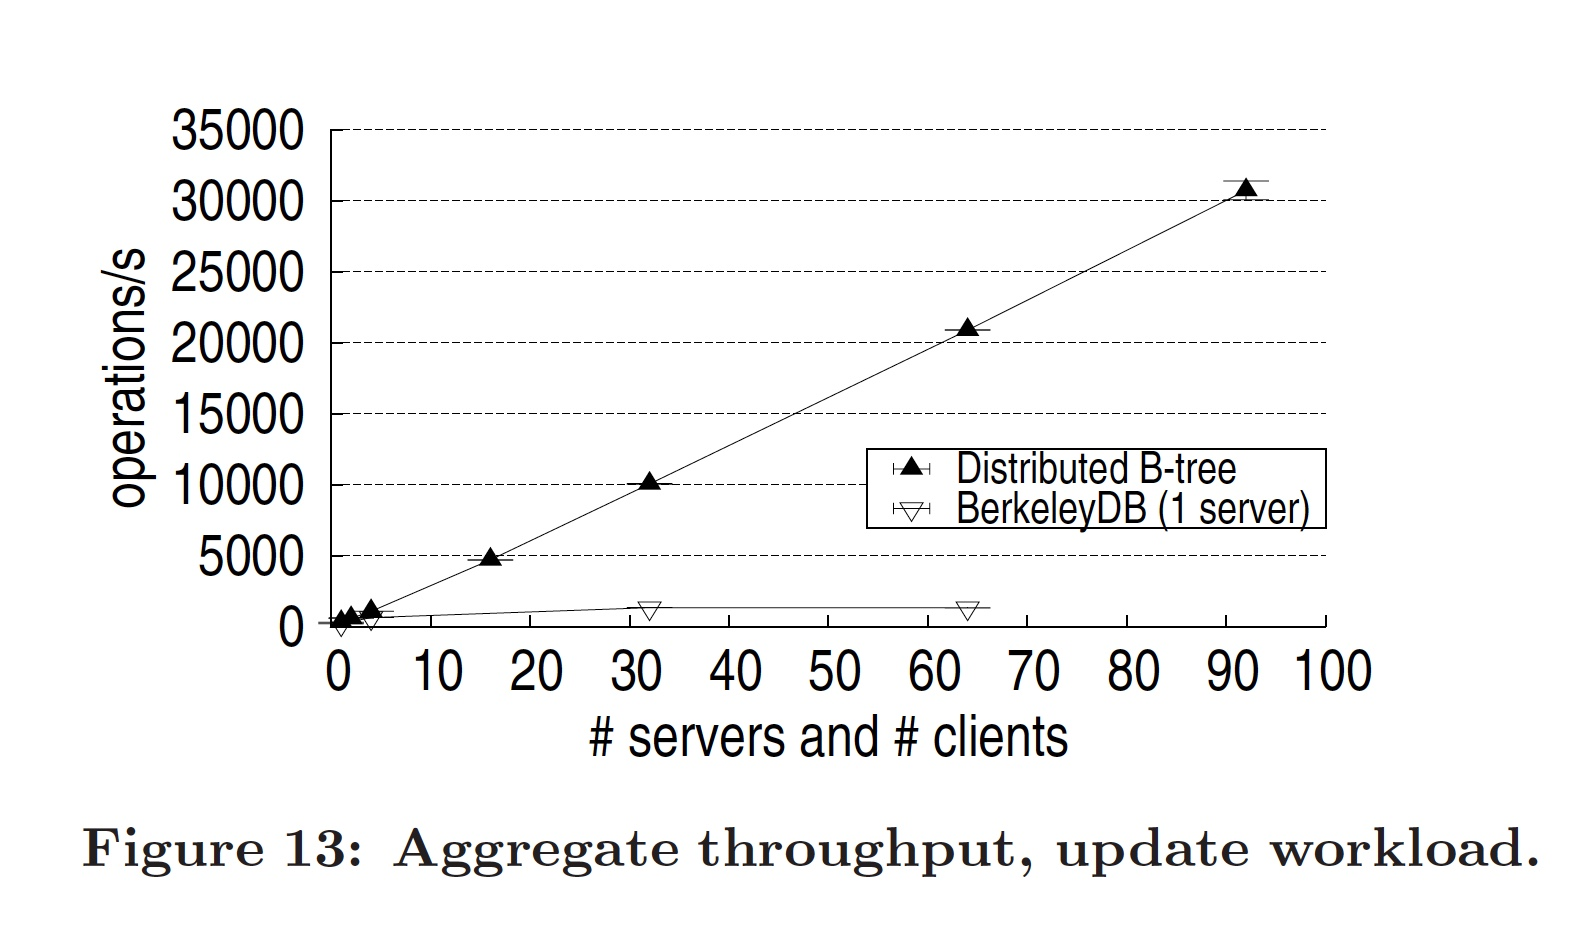 35000
30000
25000
20000
15000
10000
5000
0
operations/s
Distributed B-tree
BerkeleyDB (1 server)
0 10 20 30 40 50 60 70 80 90 100
# servers and # clients
Figure 13: Aggregate throughput, update workload.